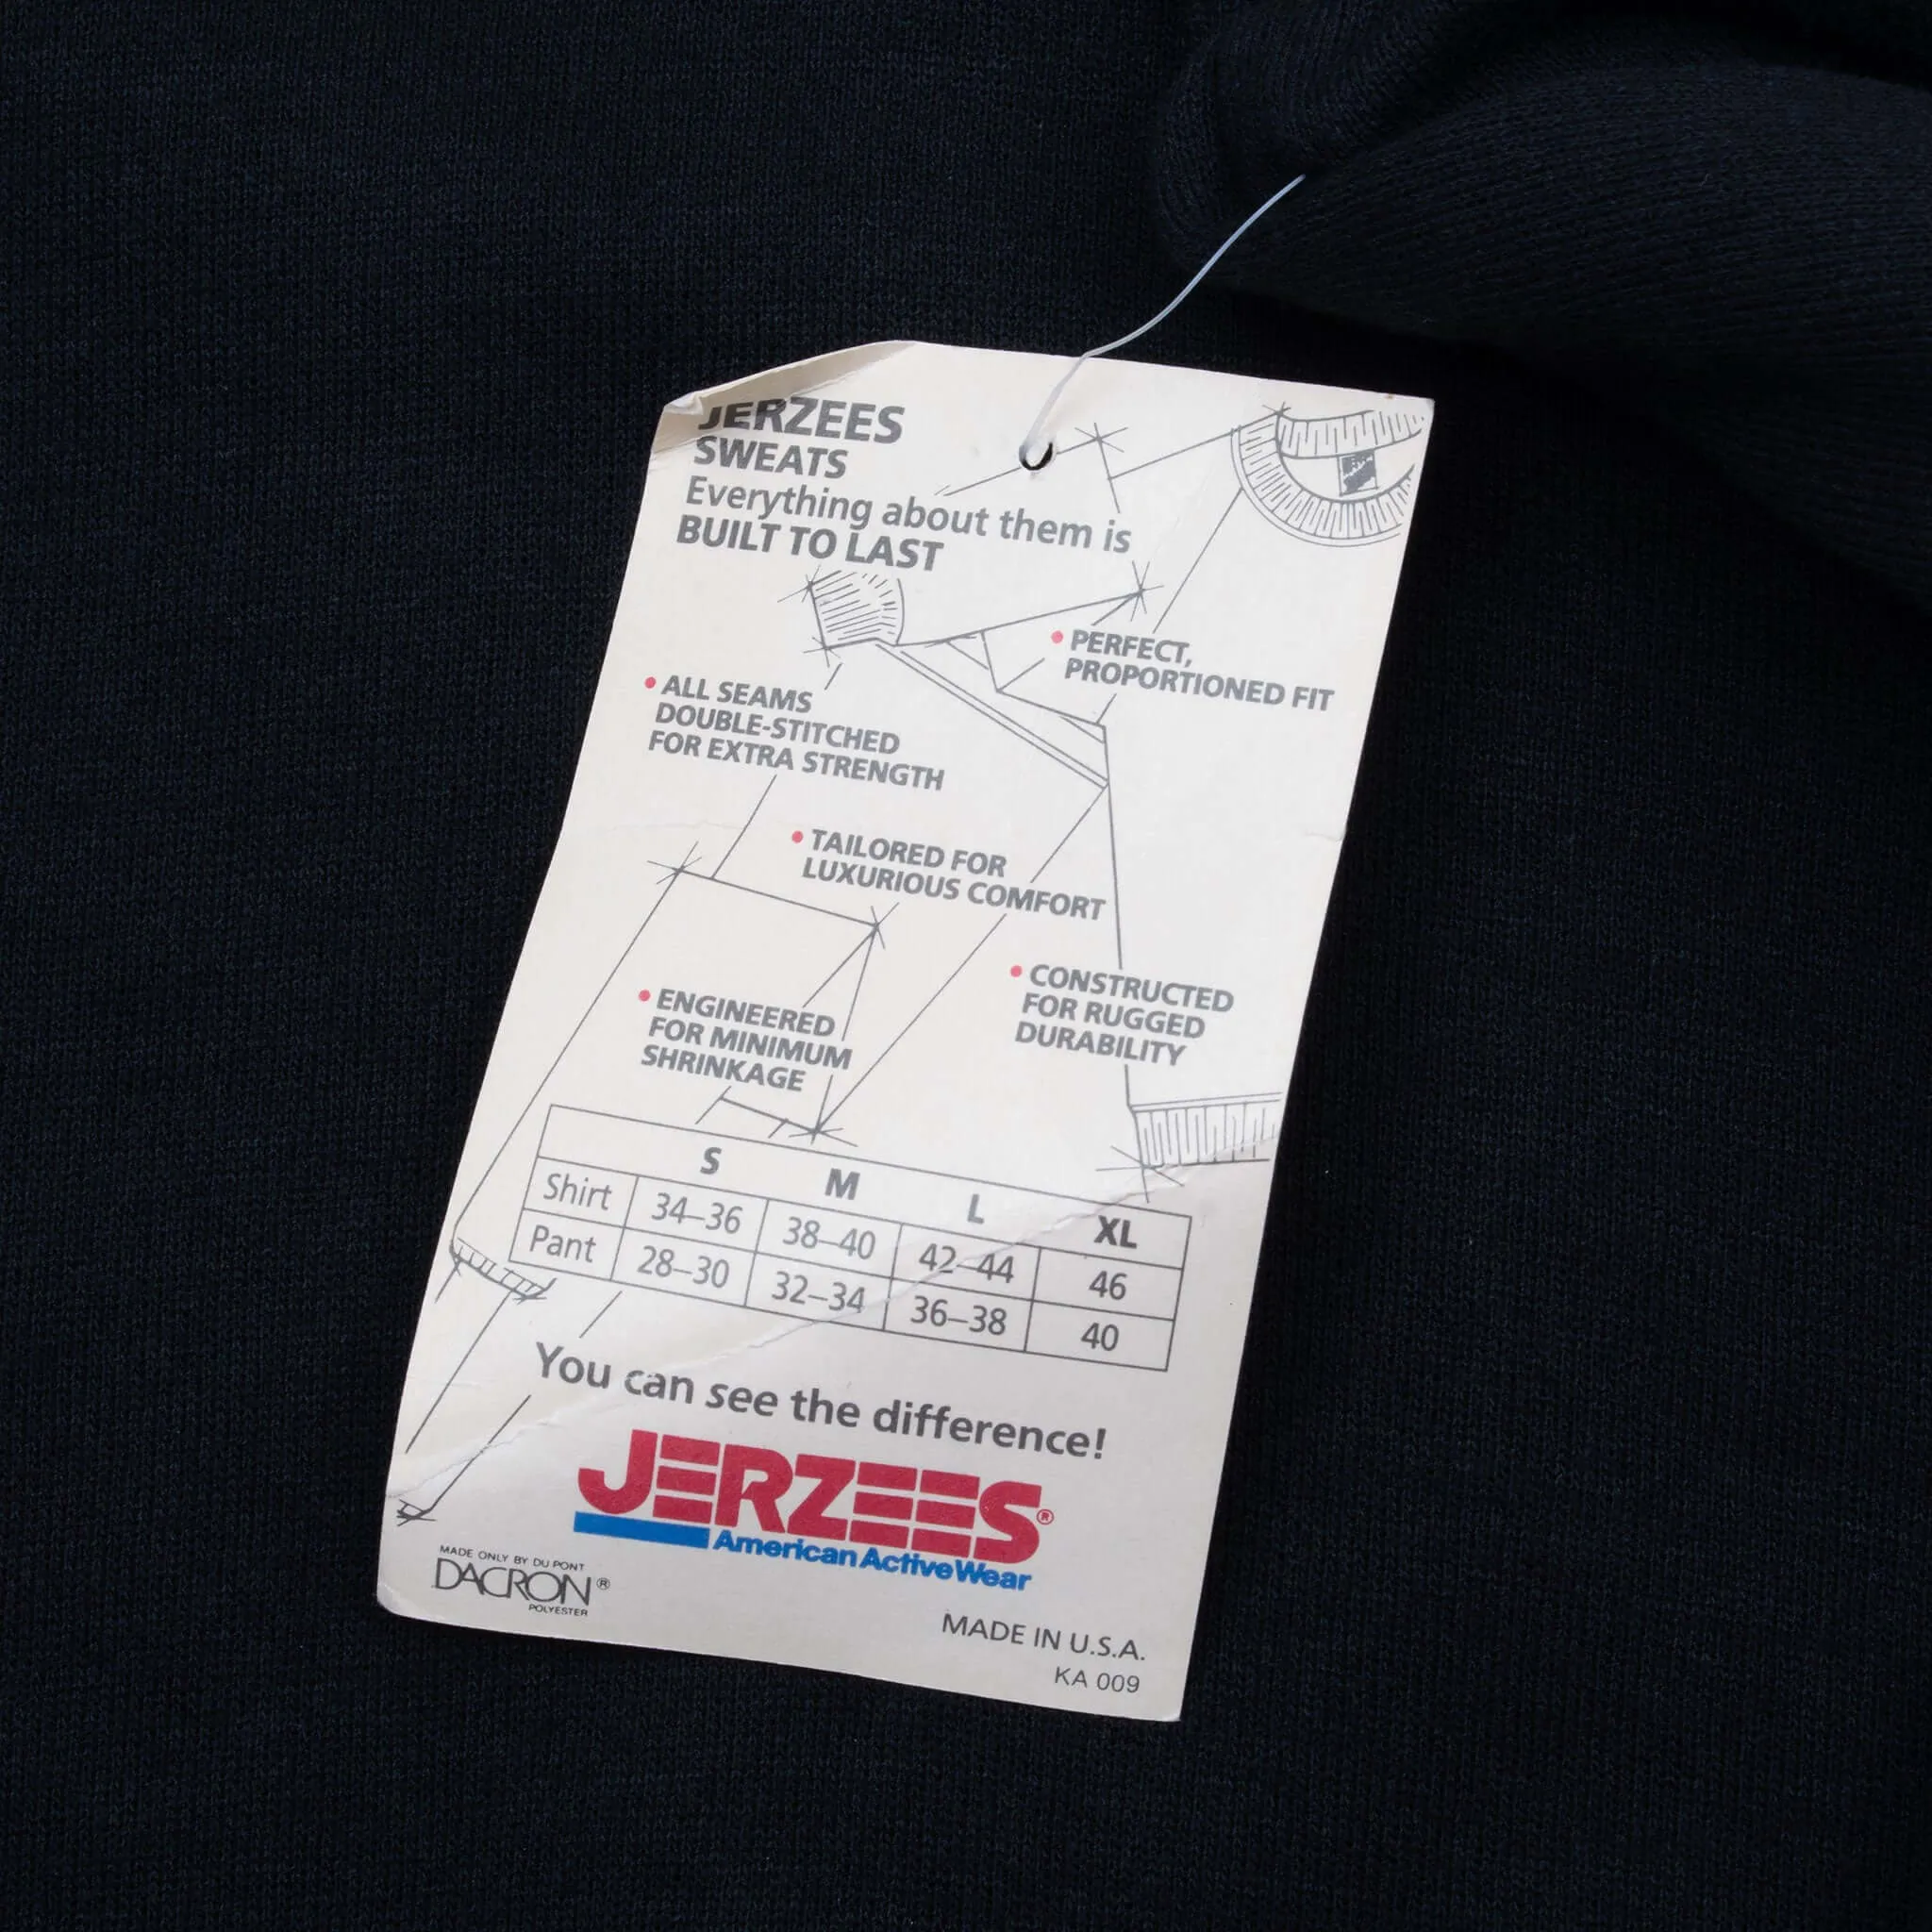 JERZEES
SWEATS
Everything about them is
BUILT TO LAST
• PERFECT,
PROPORTIONED FIT
• ALL SEAMS
DOUBLE-STITCHED
FOR EXTRA STRENGTH
• TAILORED FOR
LUXURIOUS COMFORT
• CONSTRUCTED
FOR RUGGED
DURABILITY
• ENGINEERED
FOR MINIMUM
SHRINKAGE
S M L XL
Shirt 34–36 38–40 42–44 46
Pant 28–30 32–34 36–38 40
You can see the difference!
JERZEES®
American ActiveWear
MADE ONLY BY DU PONT
DACRON®
POLYESTER
MADE IN U.S.A.
KA 009